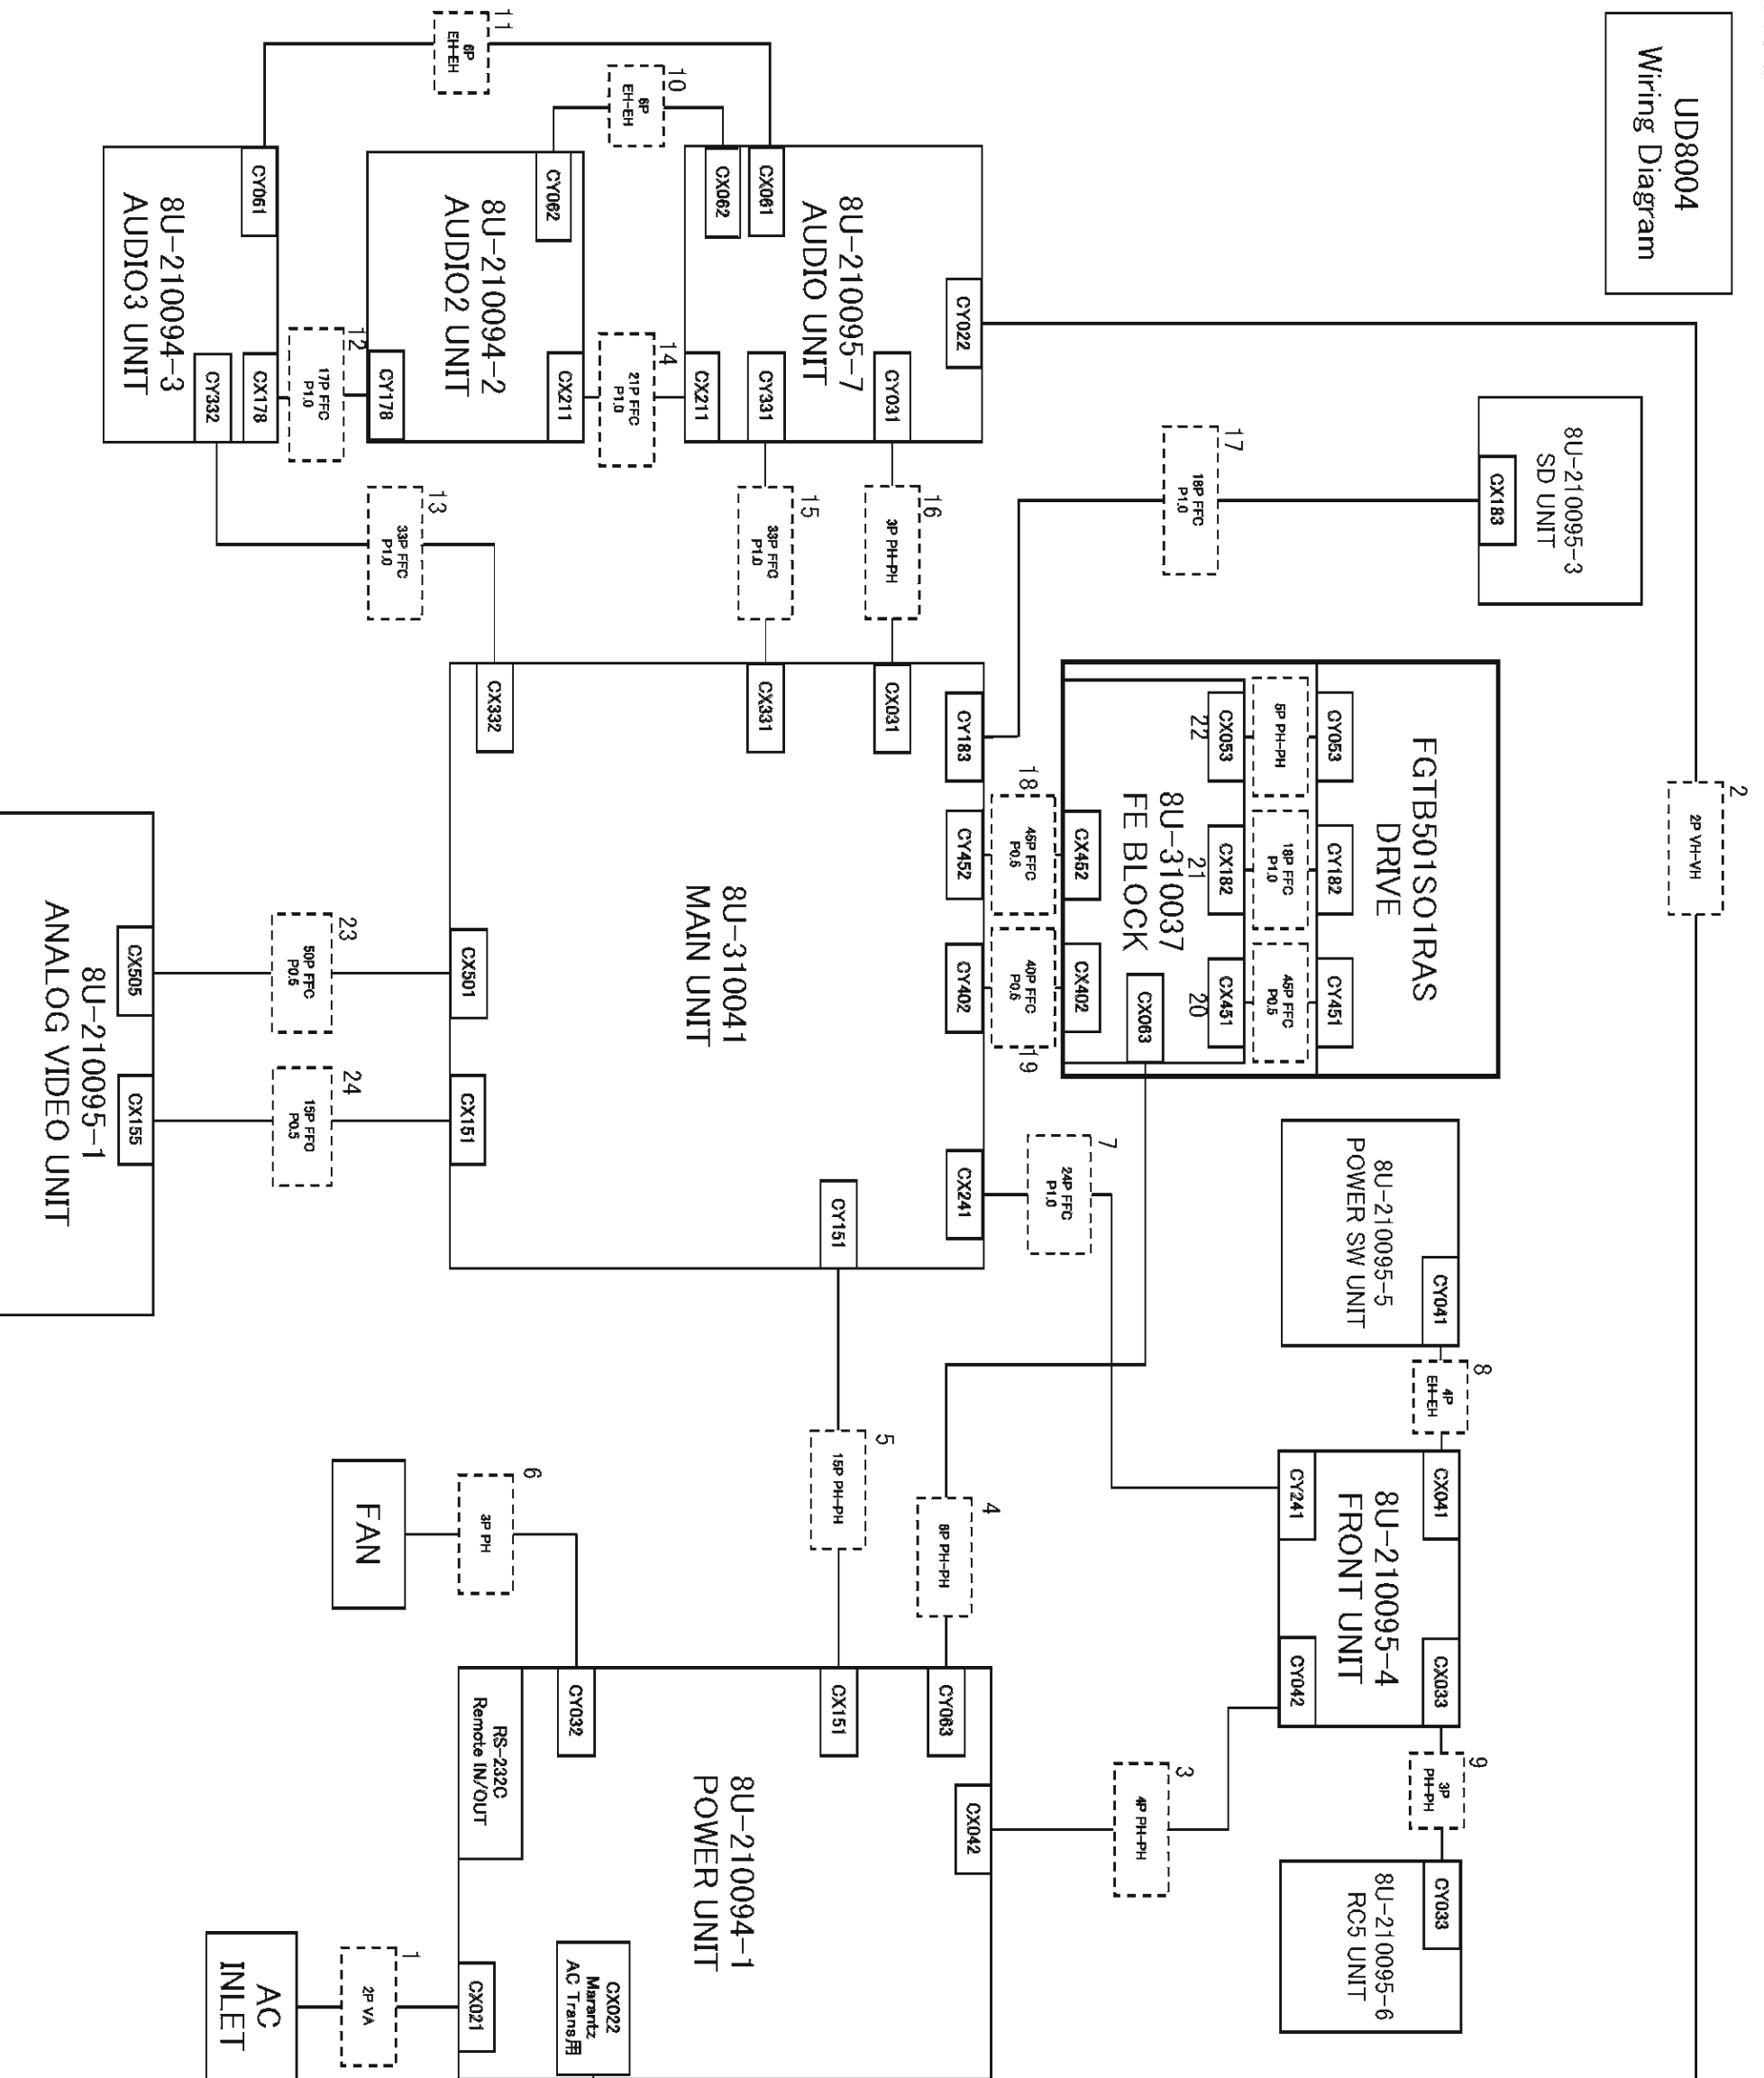 UD8004
Wiring Diagram
2
2P VH-VH
8U-210095-3
SD UNIT
CX183
17
18P FFC
P1.0
FGTB501SO1RAS
DRIVE
CY053
CY182
CY451
5P PH-PH
18P FFC
P1.0
45P FFC
P0.5
22
21
20
CX053
CX182
CX451
8U-310037
FE BLOCK
CX063
CX452
CX402
18
45P FFC
19
40P FFC
8U-210095-5
POWER SW UNIT
CY041
8
4P
EH-EH
8U-210095-4
FRONT UNIT
CX041
CX033
CY241
CY042
9
3P
PH-PH
8U-210095-6
RC5 UNIT
CY033
7
24P FFC
P1.0
3
4P PH-PH
4
6P PH-PH
5
15P PH-PH
6
3P PH
FAN
11
6P
EH-EH
10
6P
EH-EH
CY022
8U-210095-7
AUDIO UNIT
CX061
CX062
CY031
CY331
CX211
14
21P FFC
P1.0
8U-210094-2
AUDIO2 UNIT
CY062
CX211
CY178
12
17P FFC
P1.0
8U-210094-3
AUDIO3 UNIT
CY061
CX178
CY332
16
3P PH-PH
15
33P FFC
P1.0
13
33P FFC
P1.0
8U-310041
MAIN UNIT
CY183
CY452
CY402
CX241
CX031
CX331
CX332
CY151
CX501
CX151
23
50P FFC
P0.5
24
15P FFC
P0.5
CX505
CX155
8U-210095-1
ANALOG VIDEO UNIT
8U-210094-1
POWER UNIT
CY063
CX042
CX151
CY032
RS-232C
Remote IN/OUT
CX022
Marantz
AC Trans用
CX021
1
2P VA
AC
INLET